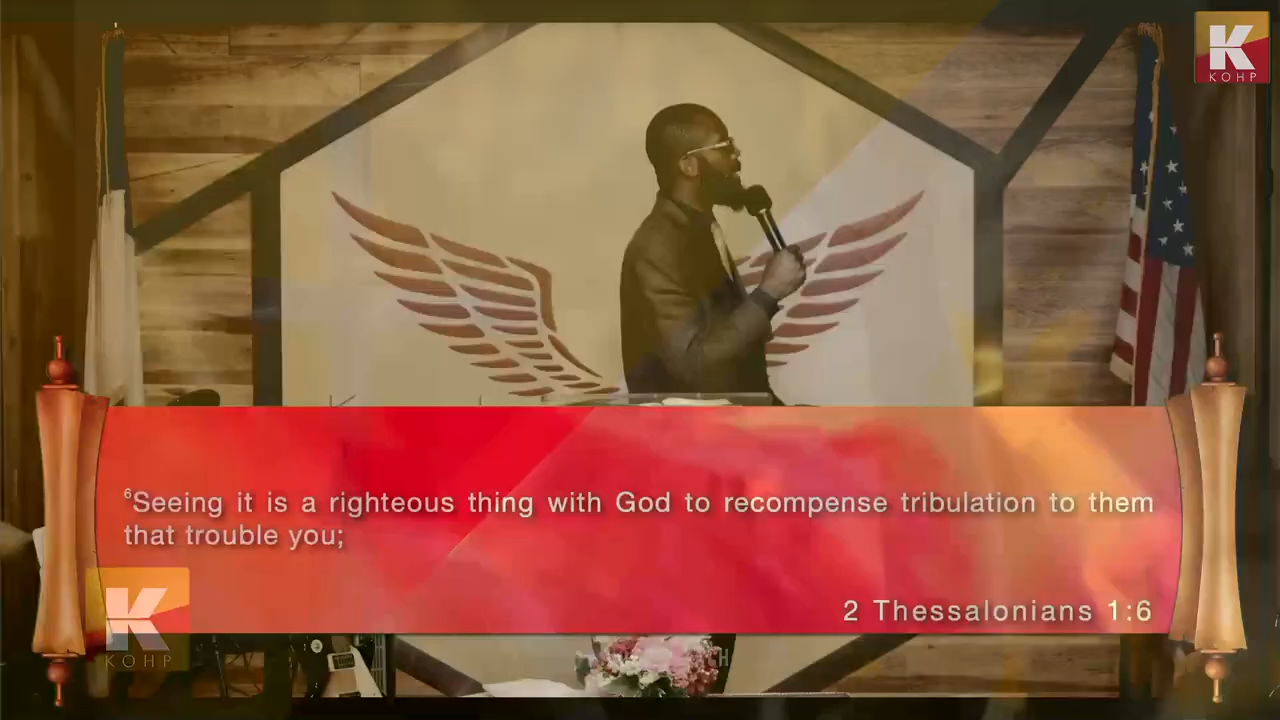 K
KOHP
⁶Seeing it is a righteous thing with God to recompense tribulation to them
that trouble you;
2 Thessalonians 1:6
K
KOHP